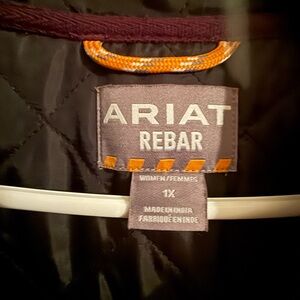 ARIAT
REBAR
WOMEN/FEMMES
1X
MADE IN INDIA
FABRIQUÉ EN INDE